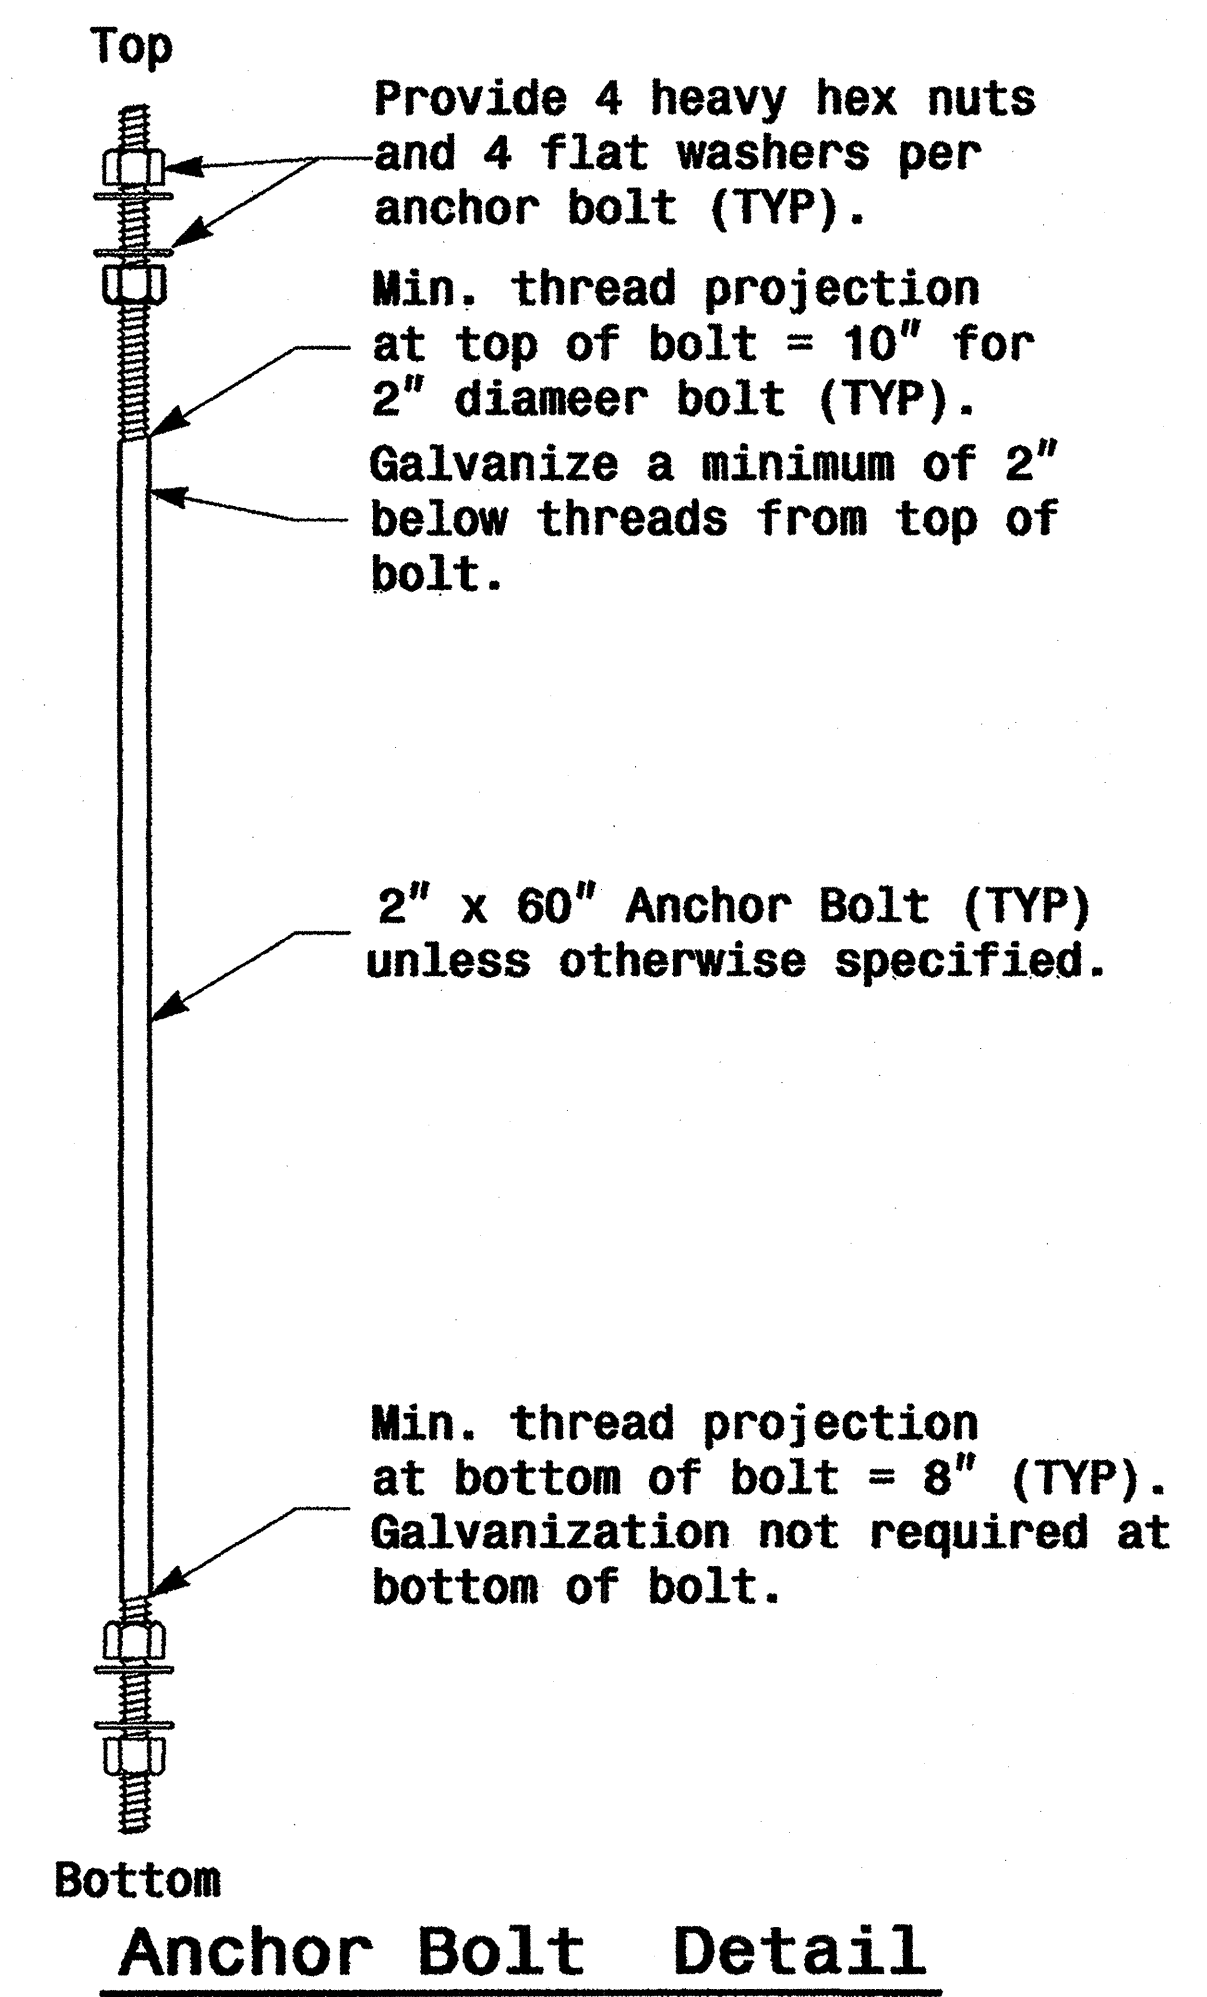 Top
Provide 4 heavy hex nuts
and 4 flat washers per
anchor bolt (TYP).
Min. thread projection
at top of bolt = 10" for
2" diameer bolt (TYP).
Galvanize a minimum of 2"
below threads from top of
bolt.
2" x 60" Anchor Bolt (TYP)
unless otherwise specified.
Min. thread projection
at bottom of bolt = 8" (TYP).
Galvanization not required at
bottom of bolt.
Bottom
Anchor Bolt Detail